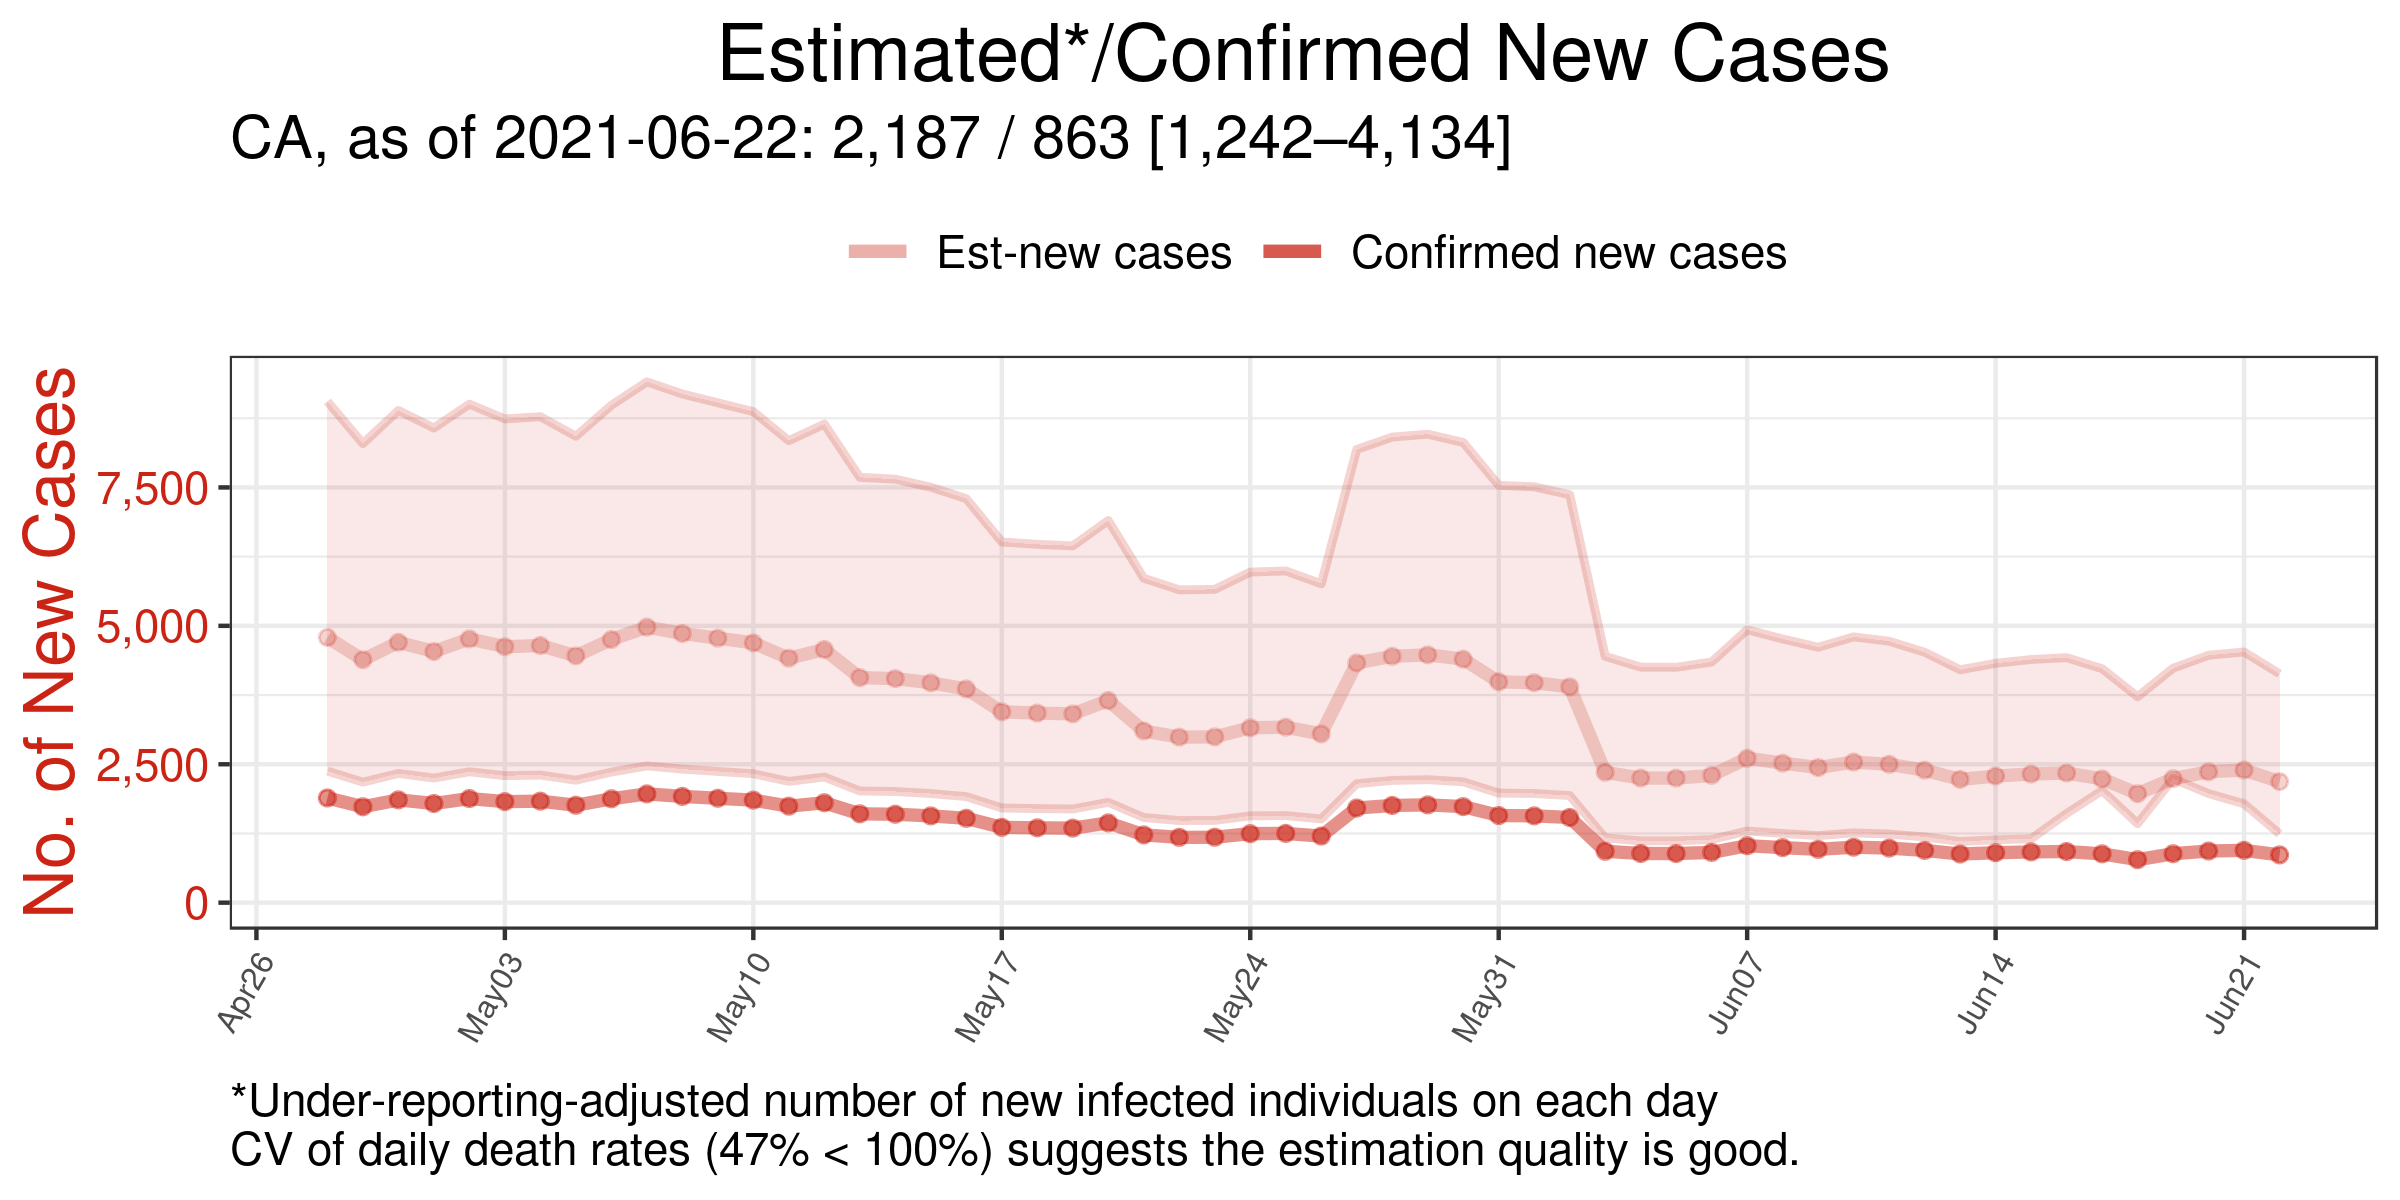 Estimated*/Confirmed New Cases
CA, as of 2021-06-22: 2,187 / 863 [1,242–4,134]
Est-new cases
Confirmed new cases
No. of New Cases
7,500
5,000
2,500
0
Apr26
May03
May10
May17
May24
May31
Jun07
Jun14
Jun21
*Under-reporting-adjusted number of new infected individuals on each day
CV of daily death rates (47% < 100%) suggests the estimation quality is good.